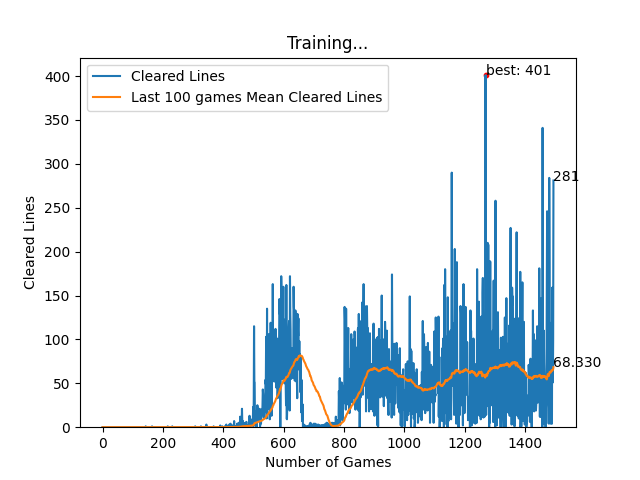 Training...
Cleared Lines
Last 100 games Mean Cleared Lines
best: 401
281
68.330
400
350
300
250
200
150
100
50
0
Cleared Lines
0 200 400 600 800 1000 1200 1400
Number of Games